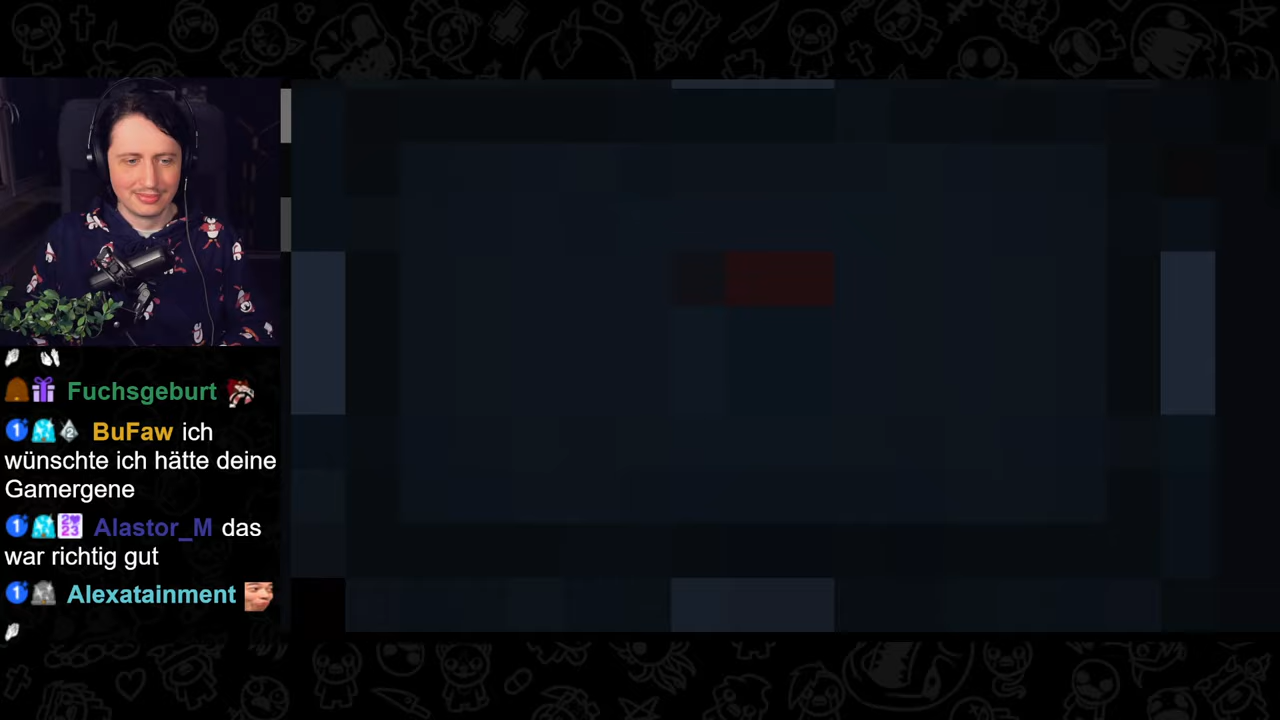 Fuchsgeburt
BuFaw ich
wünschte ich hätte deine
Gamergene
Alastor_M das
war richtig gut
Alexatainment